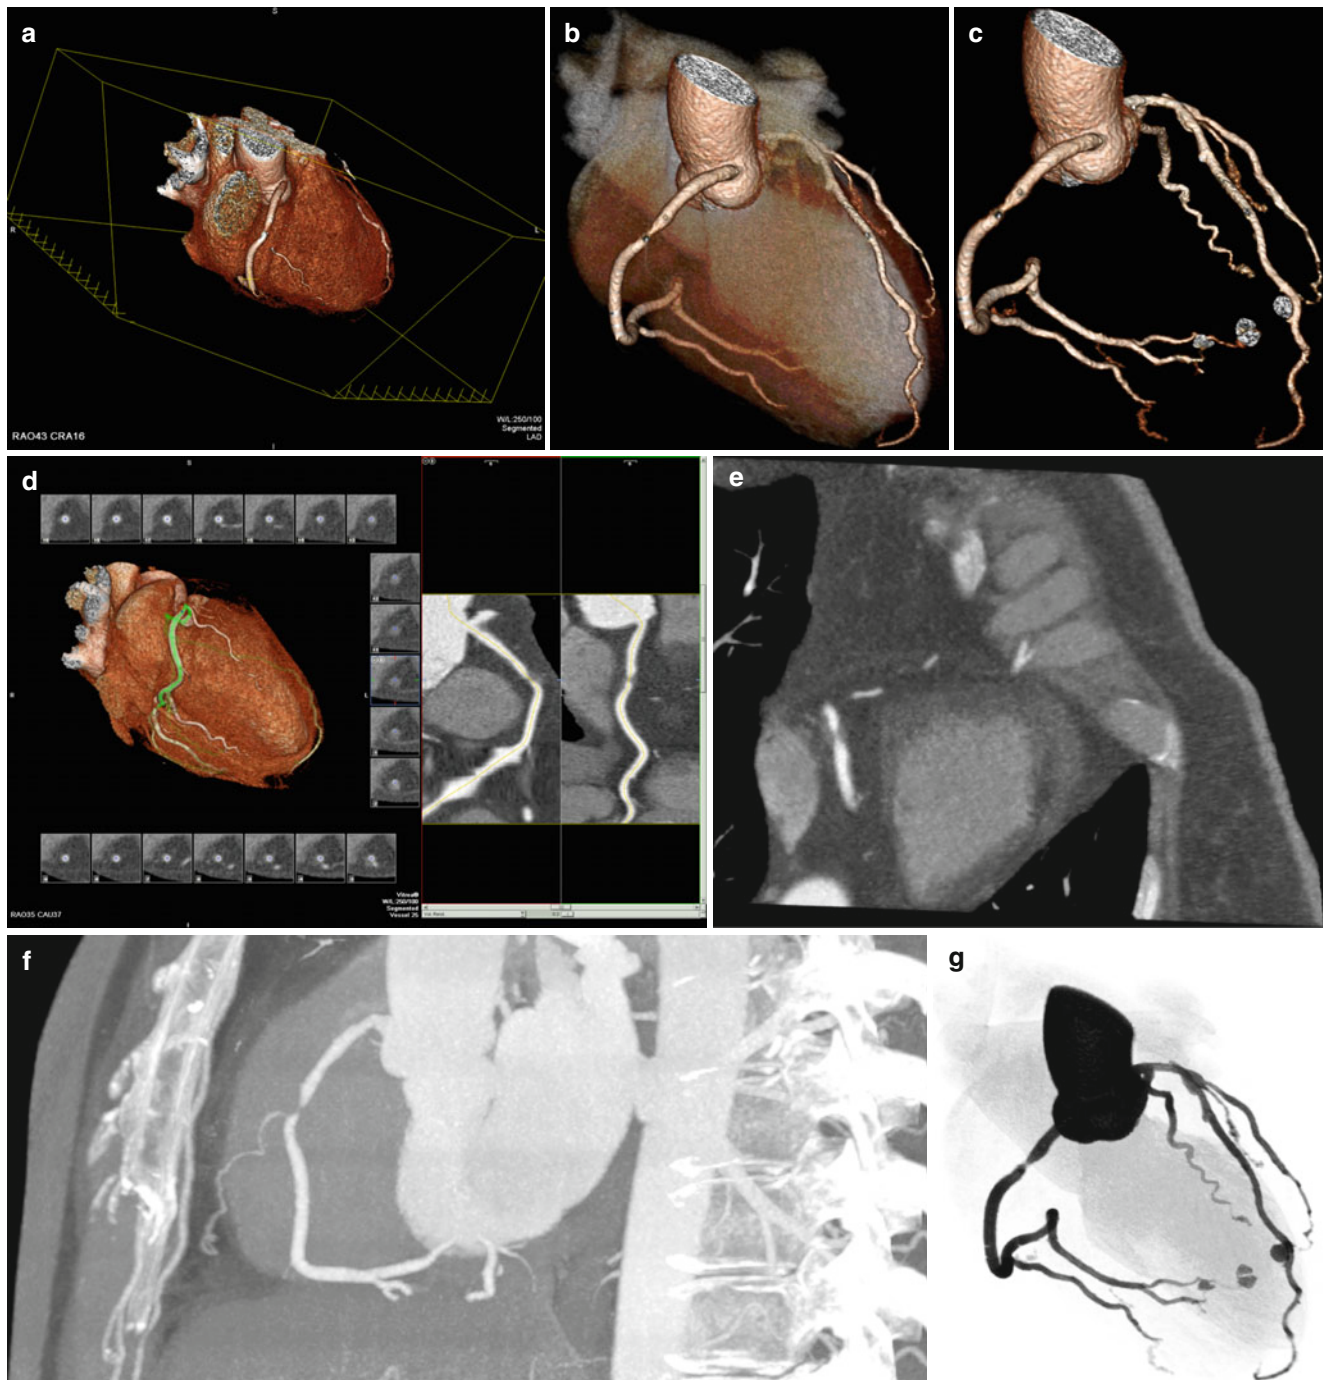 a
S
R
L
W/L:250/100
Segmented
LAD
RAO43 CRA16
I
b
c
d
S
R
L
Vitrea®
W/L:250/100
Segmented
Vessel 25
RAO35 CAU37
I
e
f
g